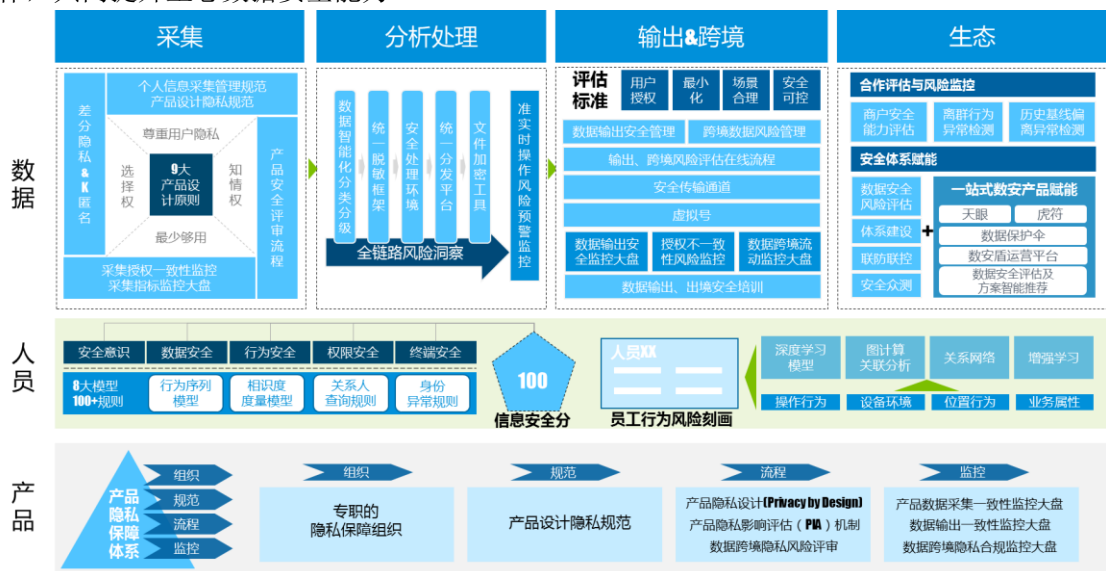 采集
分析处理
输出&跨境
生态
数据
差分隐私&K匿名
个人信息采集管理规范
产品设计隐私规范
尊重用户隐私
选择权
9大
产品设
计原则
知情权
最少够用
产品安全评审流程
采集授权一致性监控
采集指标监控大盘
数据智能化分类分级
统一脱敏框架
安全处理环境
统一分发平台
文件加密工具
准实时操作风险预警监控
全链路风险洞察
评估
标准
用户
授权
最小
化
场景
合理
安全
可控
数据输出安全管理
跨境数据风险管理
输出、跨境风险评估在线流程
安全传输通道
虚拟号
数据输出安
全监控大盘
授权不一致
性风险监控
数据跨境流
动监控大盘
数据输出、出境安全培训
合作评估与风险监控
商户安全
能力评估
离群行为
异常检测
历史基线偏
离异常检测
安全体系赋能
数据安全
风险评估
体系建设
联防联控
安全众测
+
一站式数安产品赋能
天眼
虎符
数据保护伞
数安盾运营平台
数据安全评估及
方案智能推荐
人员
安全意识
数据安全
行为安全
权限安全
终端安全
8大模型
100+规则
行为序列
模型
相识度
度量模型
关系人
查询规则
身份
异常规则
100
信息安全分
人员XX
员工行为风险刻画
深度学习
模型
图计算
关联分析
关系网络
增强学习
操作行为
设备环境
位置行为
业务属性
产品
产品
隐私
保障
体系
组织
规范
流程
监控
组织
专职的
隐私保障组织
规范
产品设计隐私规范
流程
产品隐私设计(Privacy by Design)
产品隐私影响评估（PIA）机制
数据跨境隐私风险评审
监控
产品数据采集一致性监控大盘
数据输出一致性监控大盘
数据跨境隐私合规监控大盘